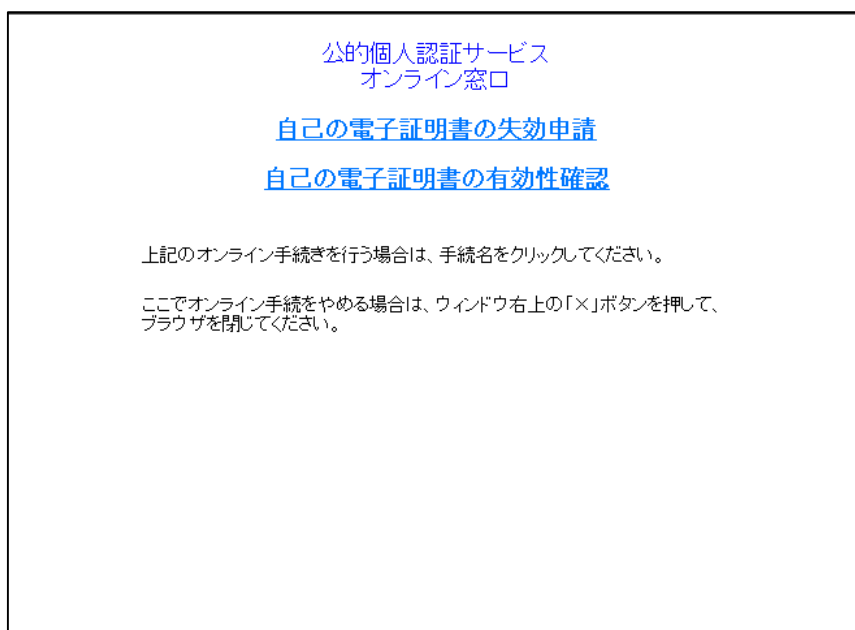 公的個人認証サービス
オンライン窓口
自己の電子証明書の失効申請
自己の電子証明書の有効性確認
上記のオンライン手続きを行う場合は、手続名をクリックしてください。
ここでオンライン手続をやめる場合は、ウィンドウ右上の「×」ボタンを押して、
ブラウザを閉じてください。